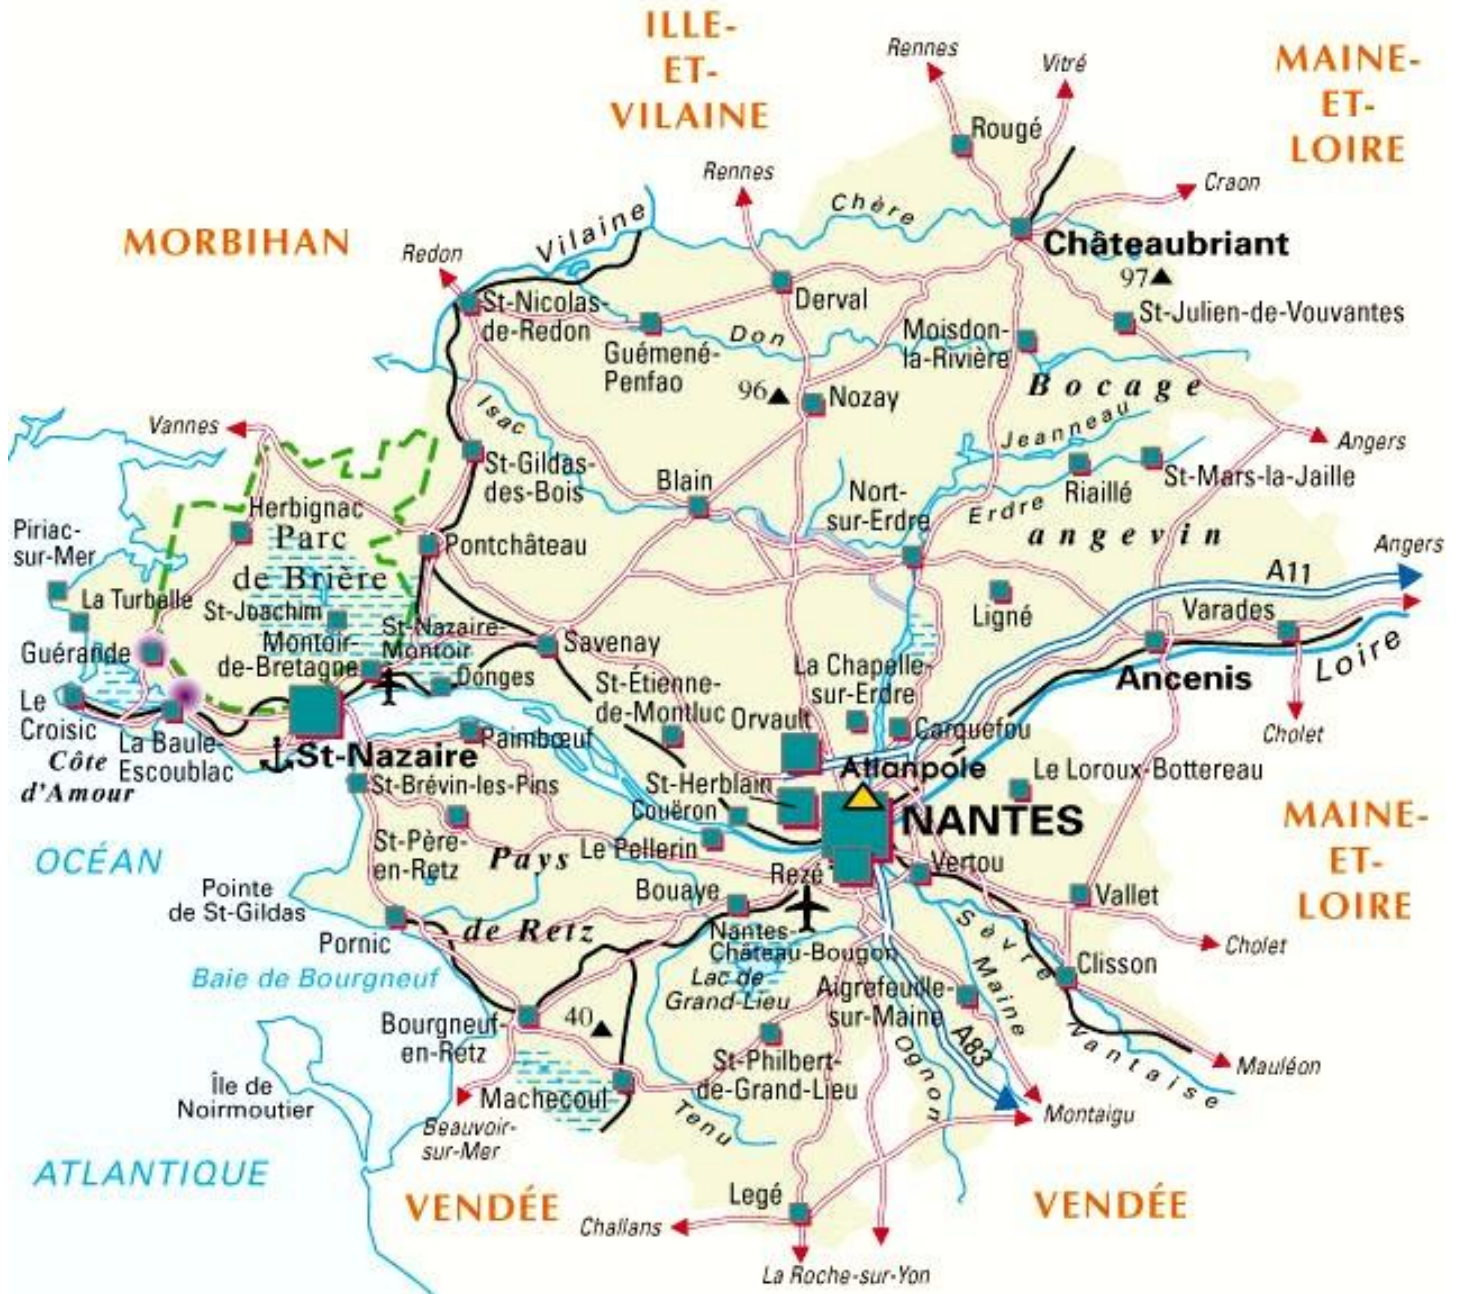 ILLE-
ET-
VILAINE
Rennes
Vitré
MAINE-
ET-
LOIRE
Rougé
Rennes
Craon
Chère
Vilaine
MORBIHAN
Redon
Châteaubriant
97
St-Nicolas-
de-Redon
Derval
St-Julien-de-Vouvantes
Don
Moisdon-
la-Rivière
Guémené-
Penfao
96
Nozay
Bocage
Isac
Vannes
Jeanneau
Angers
St-Gildas-
des-Bois
Blain
Nort-
sur-Erdre
Riaillé
St-Mars-la-Jaille
Erdre
angevin
Herbignac
Piriac-
sur-Mer
Parc
de Brière
Pontchâteau
Angers
A11
La Turballe
St-Joachim
Ligné
Varades
Montoir-
de-Bretagne
St-Nazaire-
Montoir
Savenay
Guérande
Loire
La Chapelle-
sur-Erdre
Ancenis
Donges
St-Étienne-
de-Montluc
Le
Croisic
Orvault
Carquefou
Cholet
La Baule-
Escoublac
St-Nazaire
Paimbœuf
Côte
d'Amour
Atlanpole
Le Loroux-Bottereau
St-Brévin-les-Pins
St-Herblain
Couëron
NANTES
MAINE-
ET-
LOIRE
St-Père-
en-Retz
Pays
Le Pellerin
OCÉAN
Rezé
Vertou
Pointe
de St-Gildas
Bouaye
Vallet
de Retz
Pornic
Nantes-
Château-Bougon
Sèvre
Cholet
Baie de Bourgneuf
Lac de
Grand-Lieu
Maine
Clisson
Aigrefeuille-
sur-Maine
Bourgneuf-
en-Retz
40
A83
Nantaise
Ognon
St-Philbert-
de-Grand-Lieu
Mauléon
Île de
Noirmoutier
Machecoul
Tenu
Montaigu
Beauvoir-
sur-Mer
ATLANTIQUE
VENDÉE
Legé
VENDÉE
Challans
La Roche-sur-Yon